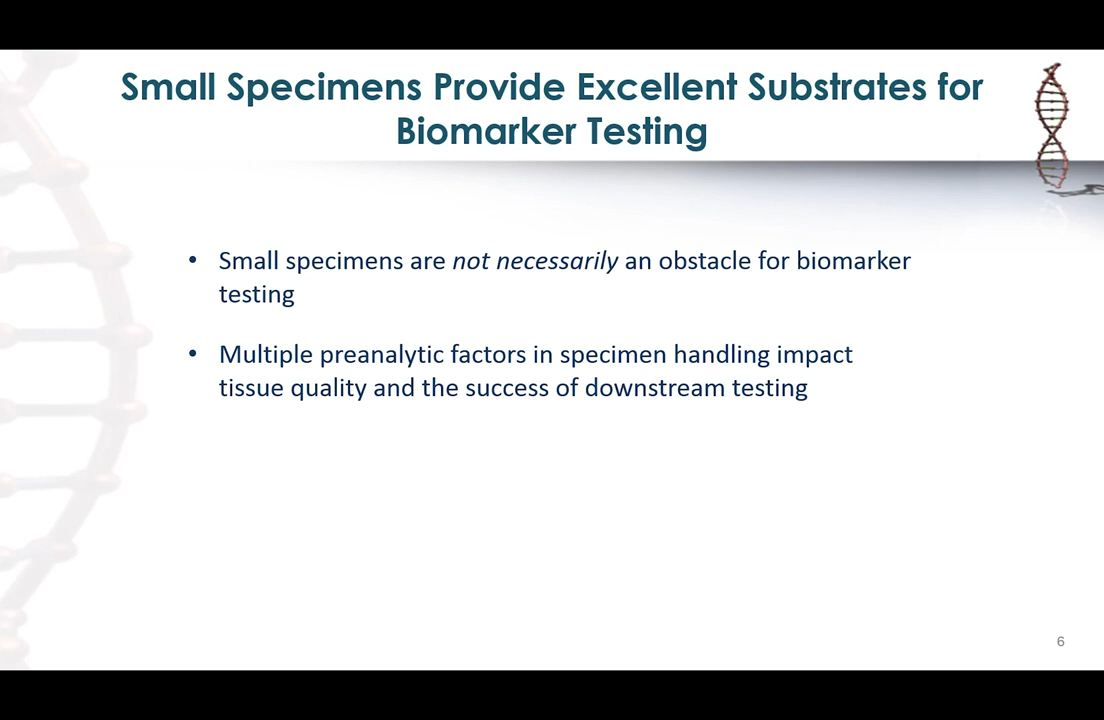 Small Specimens Provide Excellent Substrates for
Biomarker Testing
• Small specimens are not necessarily an obstacle for biomarker
testing
• Multiple preanalytic factors in specimen handling impact
tissue quality and the success of downstream testing
6